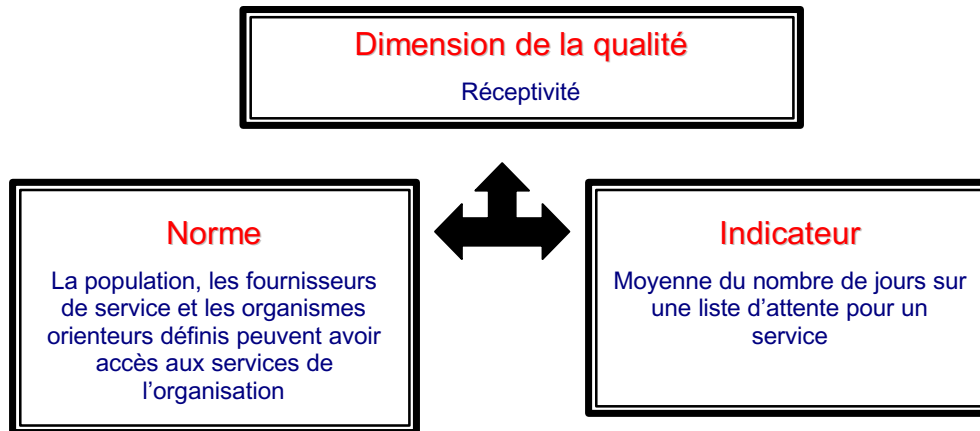 Dimension de la qualité
Réceptivité
Norme
La population, les fournisseurs
de service et les organismes
orienteurs définis peuvent avoir
accès aux services de
l’organisation
Indicateur
Moyenne du nombre de jours sur
une liste d’attente pour un
service